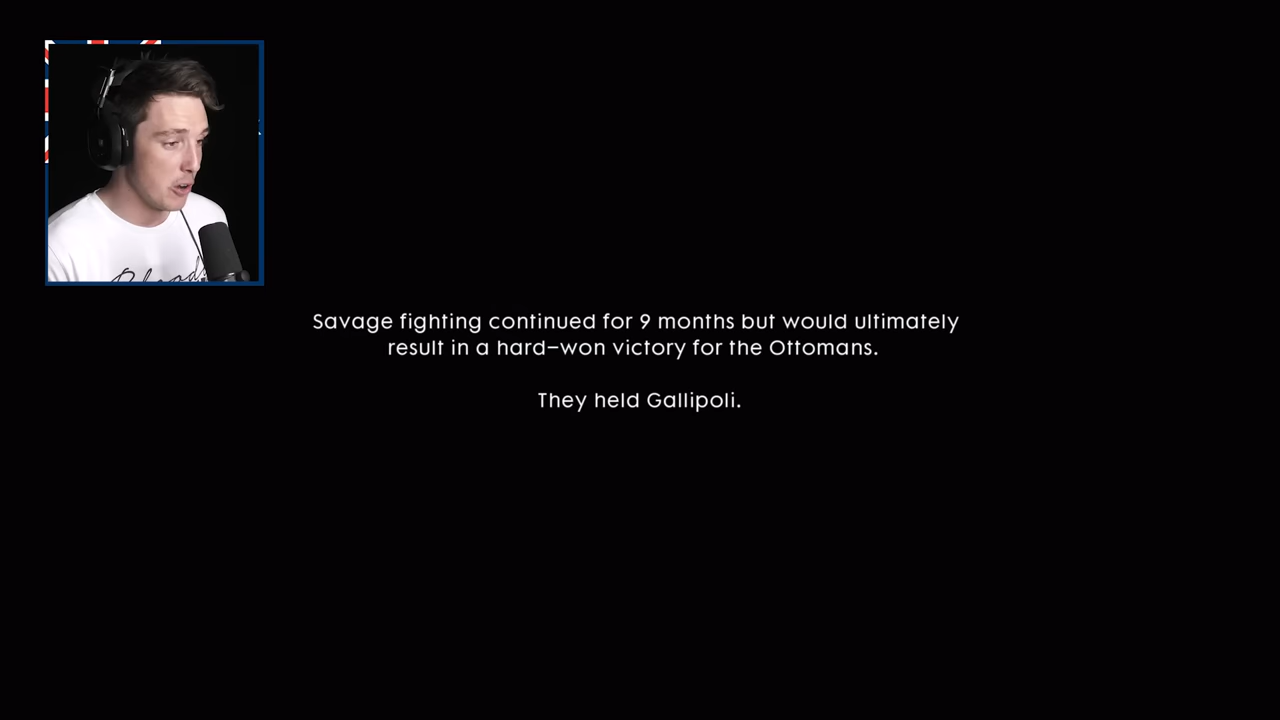 Savage fighting continued for 9 months but would ultimately
result in a hard-won victory for the Ottomans.
They held Gallipoli.